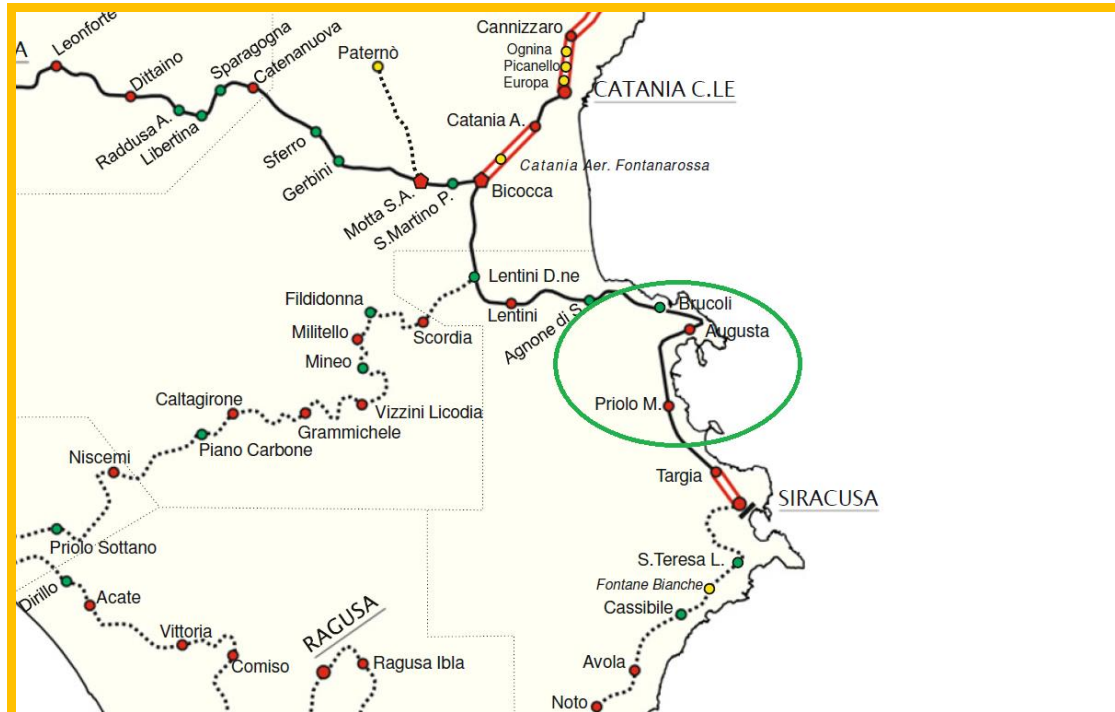 Leonforte
A
Dittaino
Raddusa A.
Libertina
Sparagogna
Catenanuova
Paternò
Cannizzaro
Ognina
Picanello
Europa
CATANIA C.LE
Catania A.
Catania Aer. Fontanarossa
Sferro
Gerbini
Motta S.A.
S.Martino P.
Bicocca
Lentini D.ne
Fildidonna
Lentini
Agnone di S.
Brucoli
Augusta
Militello
Scordia
Mineo
Caltagirone
Vizzini Licodia
Priolo M.
Grammichele
Piano Carbone
Niscemi
Targia
SIRACUSA
Priolo Sottano
S.Teresa L.
Dirillo
Acate
Fontane Bianche
Cassibile
Vittoria
RAGUSA
Comiso
Ragusa Ibla
Avola
Noto